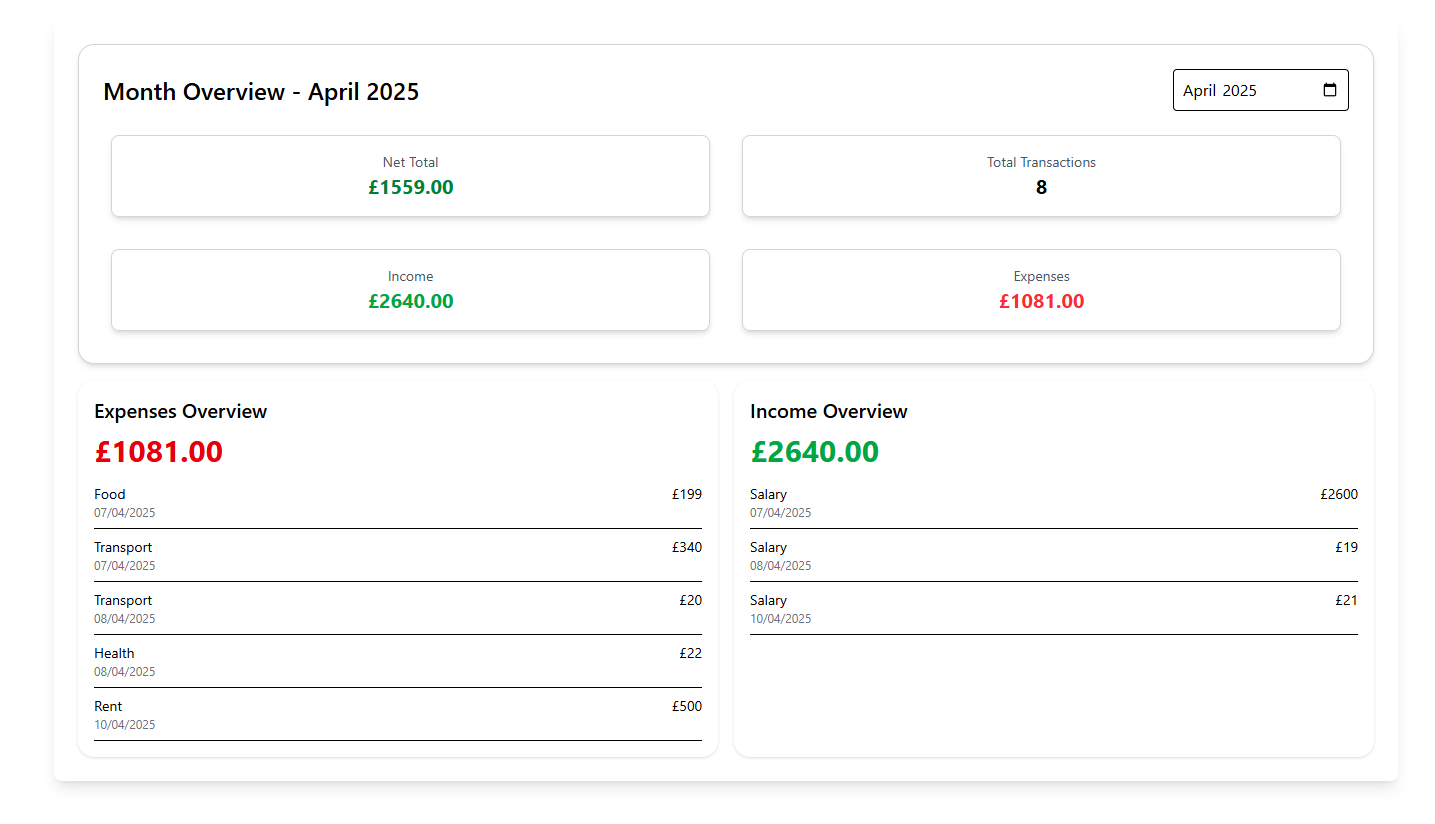 Month Overview - April 2025
April 2025
Net Total
£1559.00
Total Transactions
8
Income
£2640.00
Expenses
£1081.00
Expenses Overview
£1081.00
Food £199
07/04/2025
Transport £340
07/04/2025
Transport £20
08/04/2025
Health £22
08/04/2025
Rent £500
10/04/2025
Income Overview
£2640.00
Salary £2600
07/04/2025
Salary £19
08/04/2025
Salary £21
10/04/2025